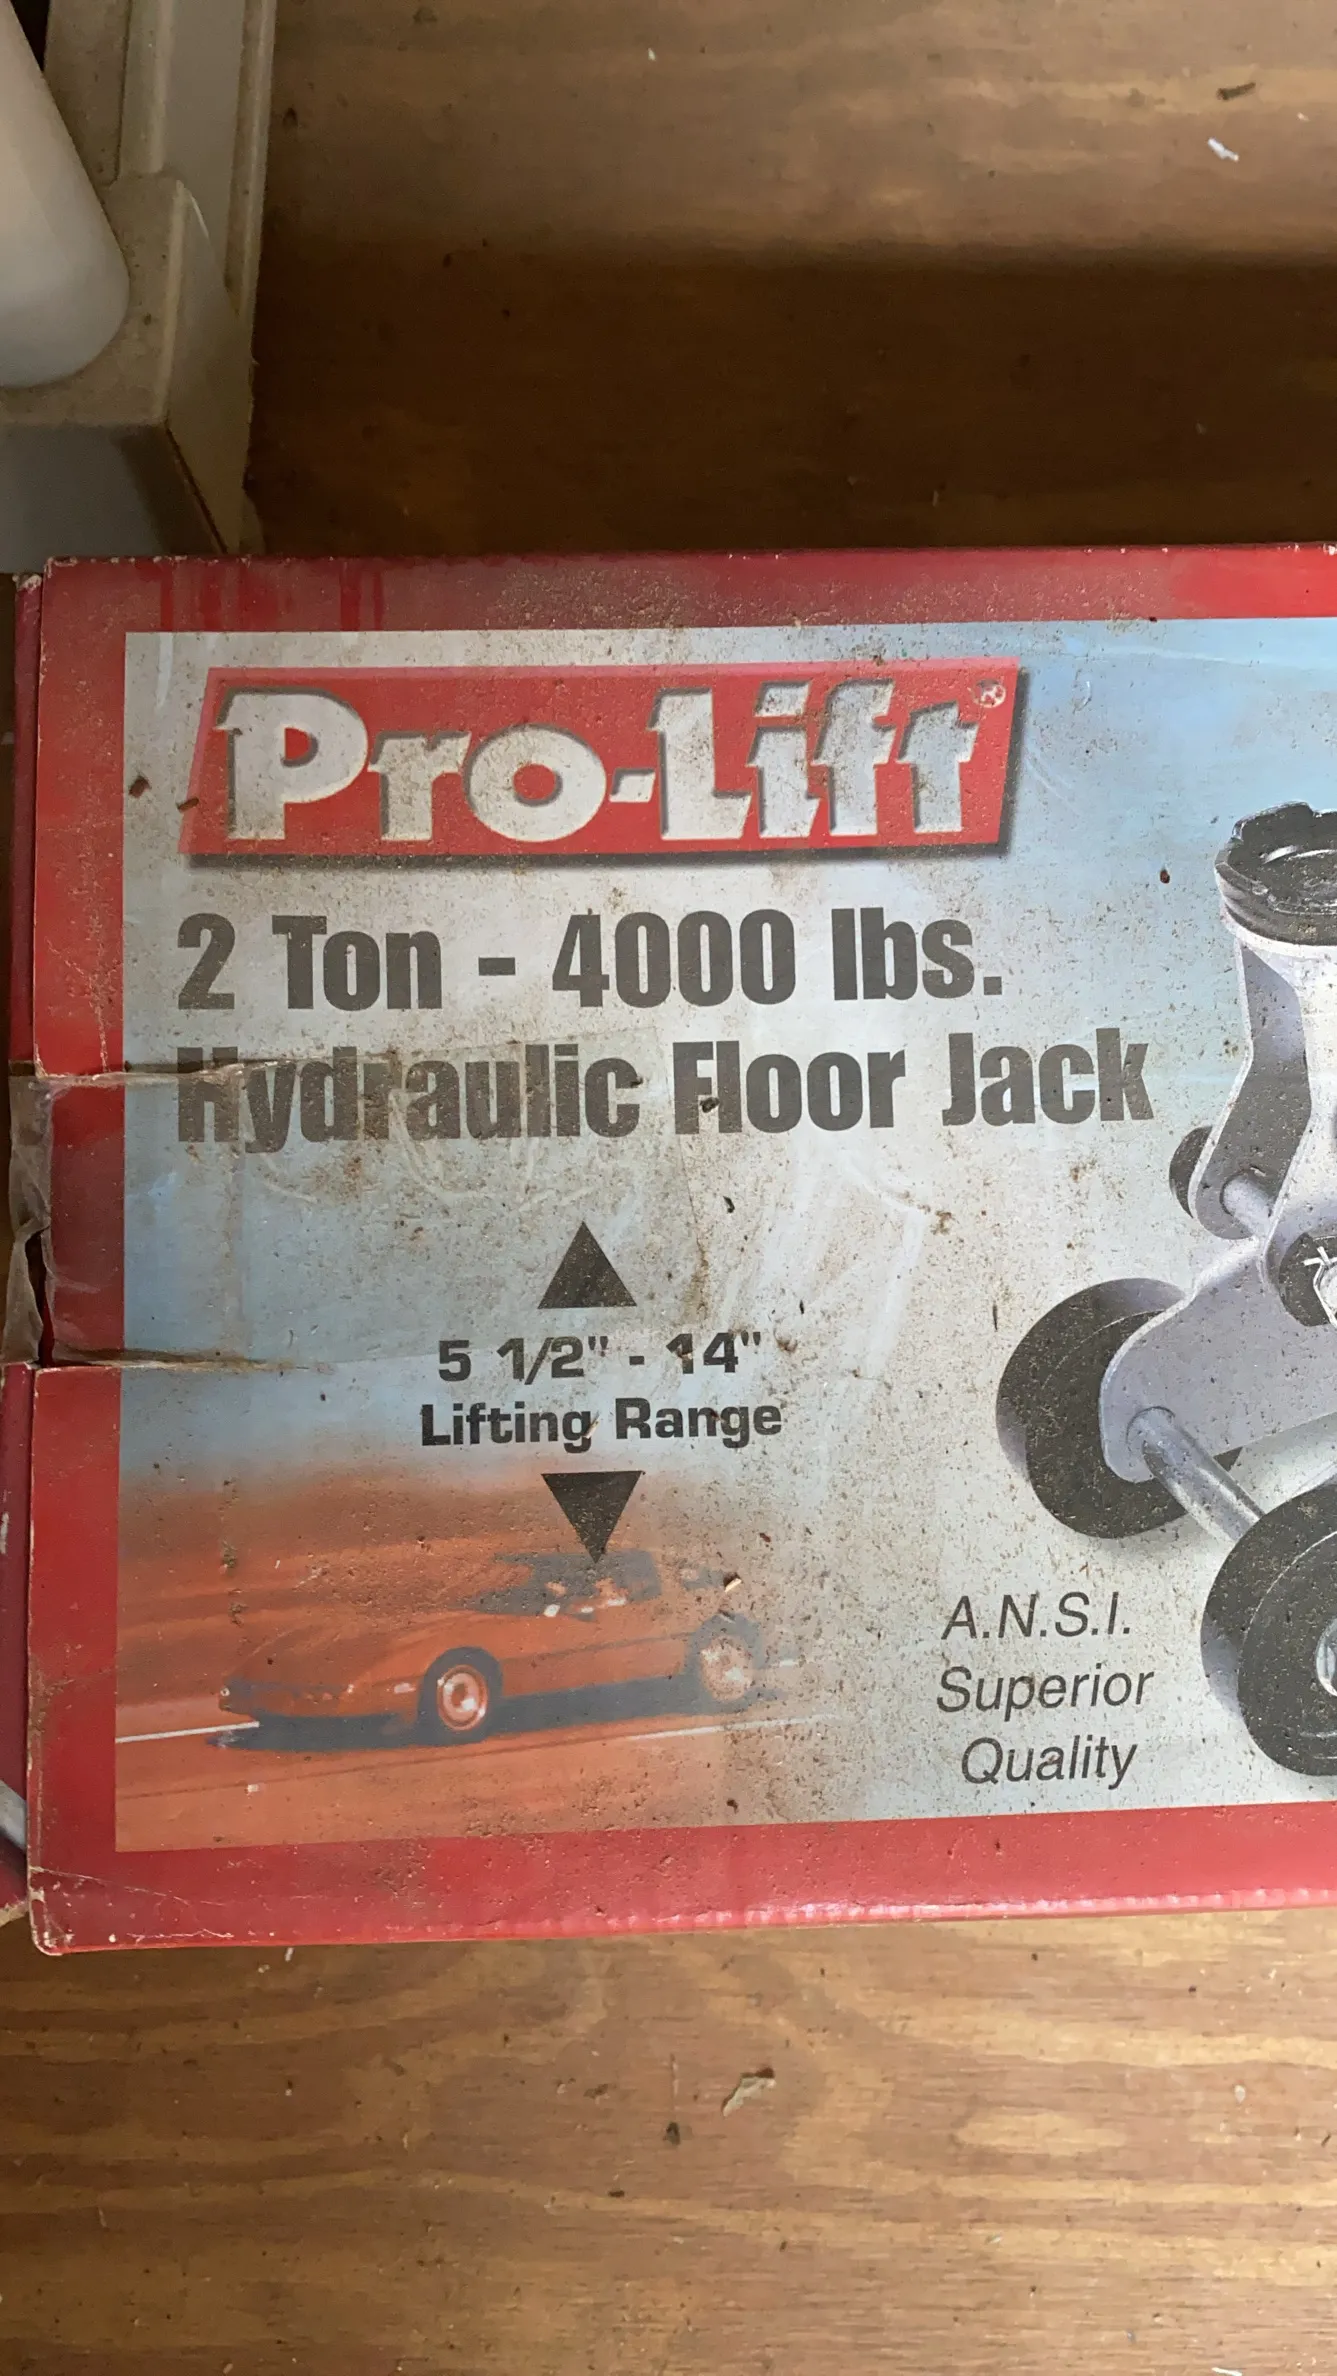 Pro-Lift®
2 Ton - 4000 lbs.
Hydraulic Floor Jack
5 1/2" - 14"
Lifting Range
A.N.S.I.
Superior
Quality